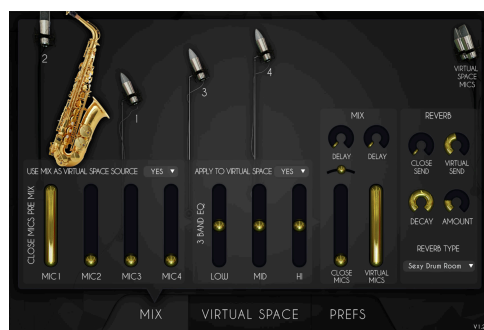 2
1
3
4
VIRTUAL
SPACE
MICS
USE MIX AS VIRTUAL SPACE SOURCE YES
CLOSE MICS PRE MIX
MIC 1 MIC2 MIC3 MIC4
APPLY TO VIRTUAL SPACE YES
3 BAND EQ
LOW MID HI
MIX
DELAY DELAY
CLOSE
MICS
VIRTUAL
MICS
REVERB
CLOSE
SEND
VIRTUAL
SEND
DECAY AMOUNT
REVERB TYPE
Sexy Drum Room
MIX VIRTUAL SPACE PREFS